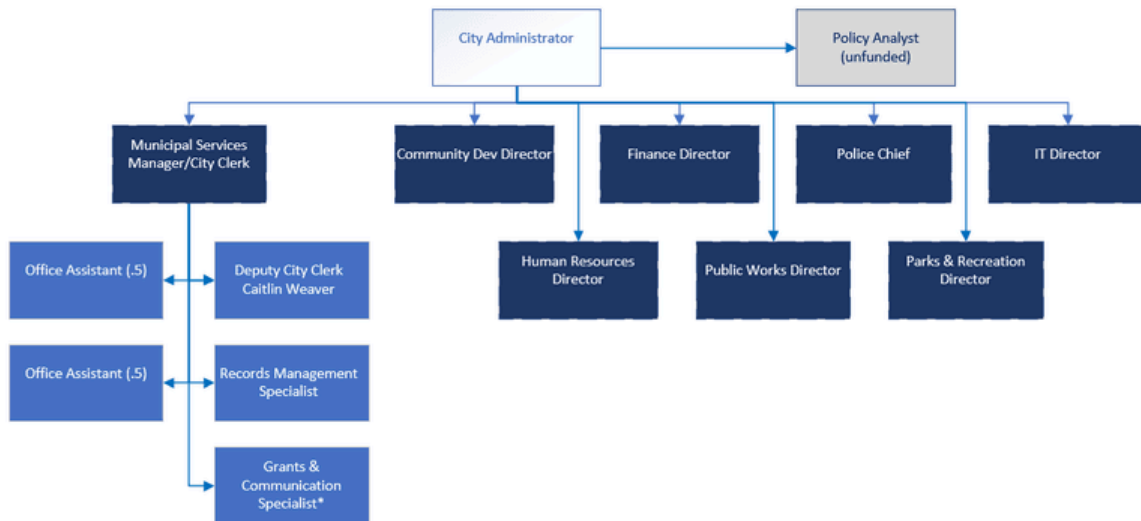 City Administrator
Policy Analyst
(unfunded)
Municipal Services
Manager/City Clerk
Community Dev Director
Finance Director
Police Chief
IT Director
Human Resources
Director
Public Works Director
Parks & Recreation
Director
Office Assistant (.5)
Deputy City Clerk
Caitlin Weaver
Office Assistant (.5)
Records Management
Specialist
Grants &
Communication
Specialist*